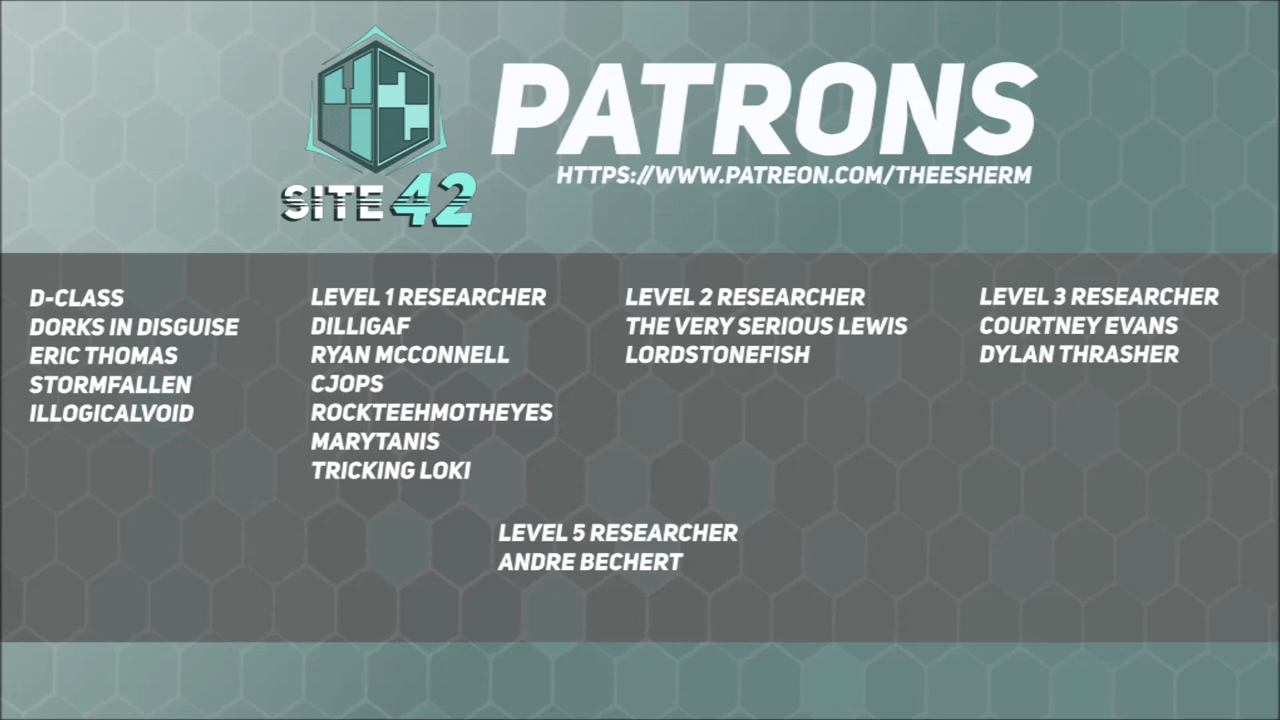 PATRONS
HTTPS://WWW.PATREON.COM/THEESHERM
SITE 42
D-CLASS
DORKS IN DISGUISE
ERIC THOMAS
STORMFALLEN
ILLOGICALVOID
LEVEL 1 RESEARCHER
DILLIGAF
RYAN MCCONNELL
CJOPS
ROCKTEEHMOTHEYES
MARYTANIS
TRICKING LOKI
LEVEL 2 RESEARCHER
THE VERY SERIOUS LEWIS
LORDSTONEFISH
LEVEL 3 RESEARCHER
COURTNEY EVANS
DYLAN THRASHER
LEVEL 5 RESEARCHER
ANDRE BECHERT